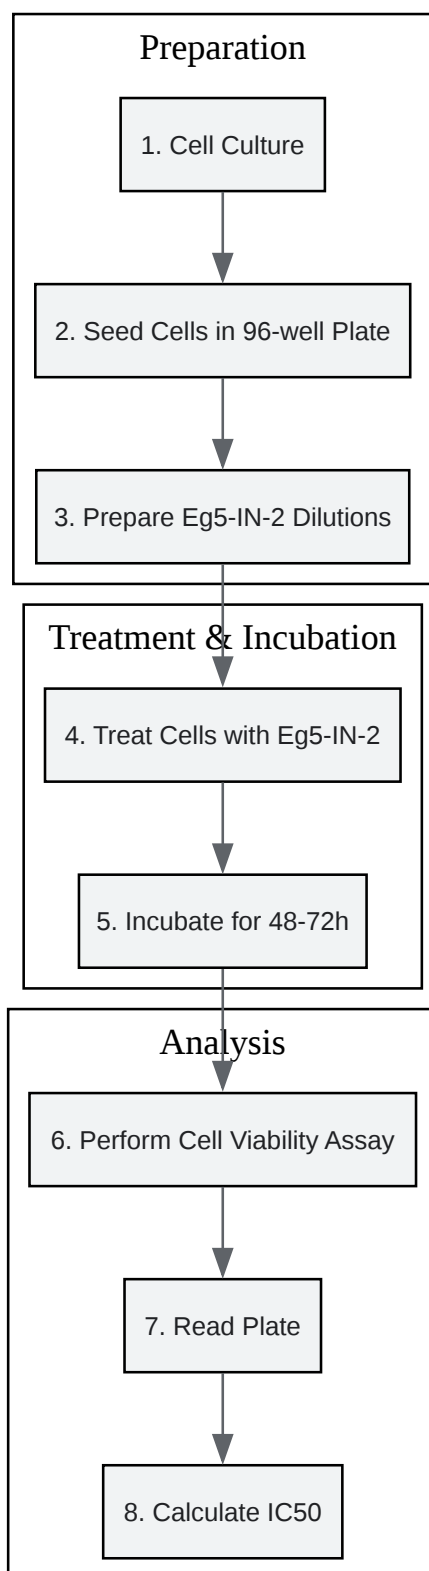 Preparation
1. Cell Culture
2. Seed Cells in 96-well Plate
3. Prepare Eg5-IN-2 Dilutions
Treatment & Incubation
4. Treat Cells with Eg5-IN-2
5. Incubate for 48-72h
Analysis
6. Perform Cell Viability Assay
7. Read Plate
8. Calculate IC50